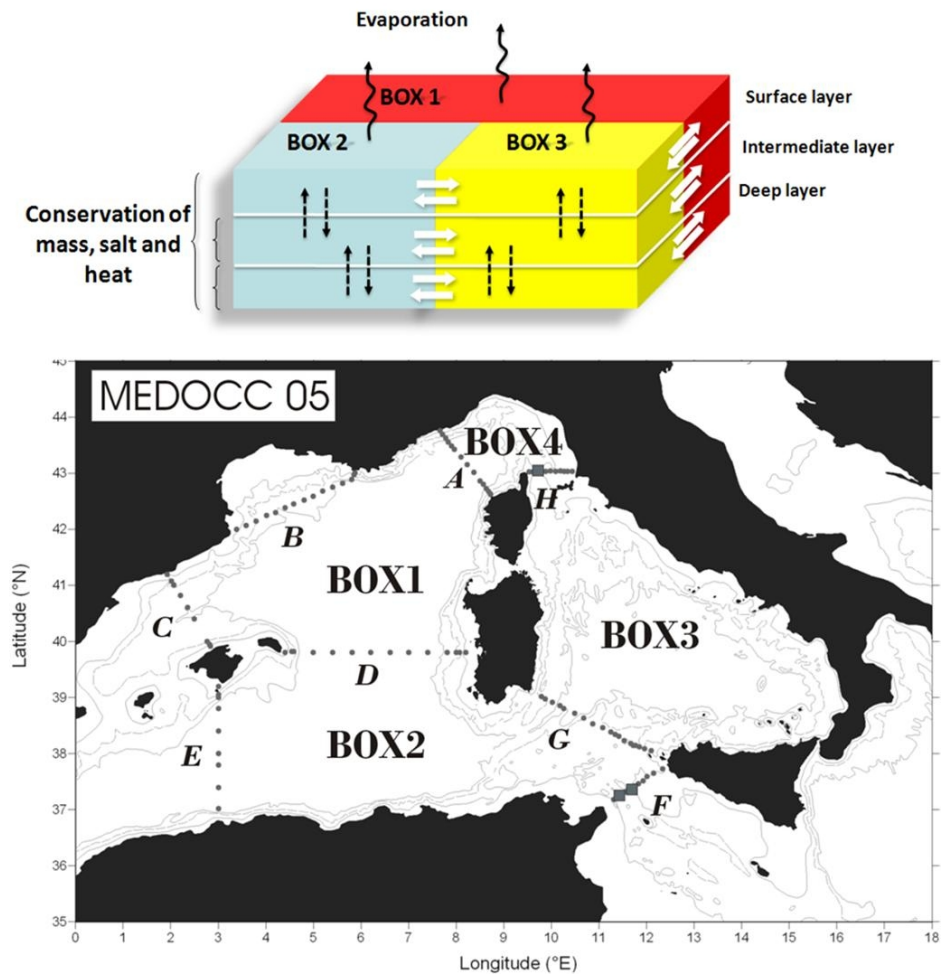 Evaporation
BOX 1
Surface layer
BOX 2
BOX 3
Intermediate layer
Deep layer
Conservation of
mass, salt and
heat
45
MEDOCC 05
44
BOX4
43
A
H
42
B
BOX1
41
C
BOX3
40
D
39
G
E
BOX2
38
F
37
36
35
0 1 2 3 4 5 6 7 8 9 10 11 12 13 14 15 16 17 18
Latitude (°N)
Longitude (°E)